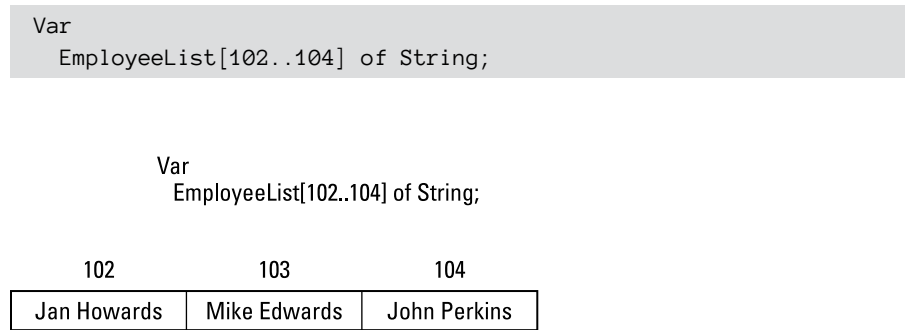 Var
EmployeeList[102..104] of String;
Var
EmployeeList[102..104] of String;
102 103 104
Jan Howards Mike Edwards John Perkins